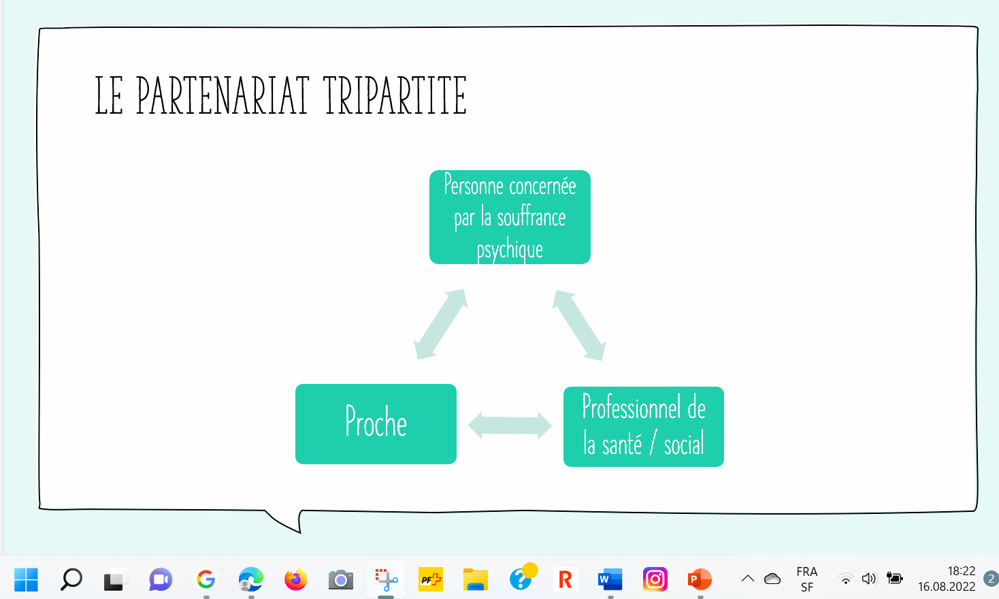 LE PARTENARIAT TRIPARTITE
Personne concernée
par la souffrance
psychique
Proche
Professionnel de
la santé / social
PF
R
W
P
FRA
SF
18:22
16.08.2022
2